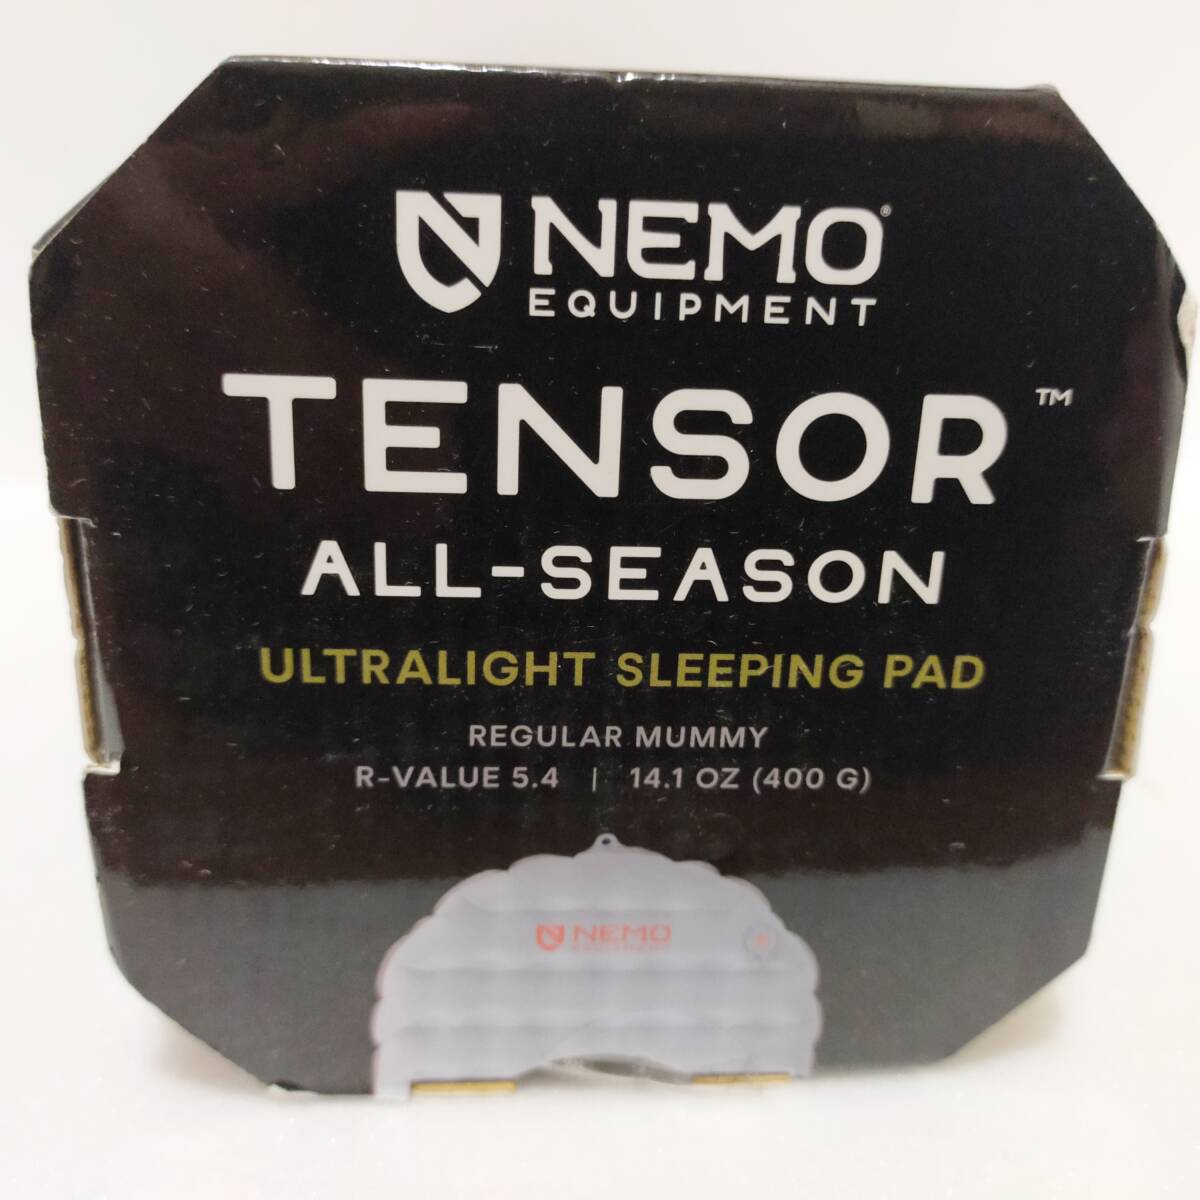 NEMO®
EQUIPMENT
TENSOR™
ALL-SEASON
ULTRALIGHT SLEEPING PAD
REGULAR MUMMY
R-VALUE 5.4 | 14.1 OZ (400 G)
NEMO
EQUIPMENT